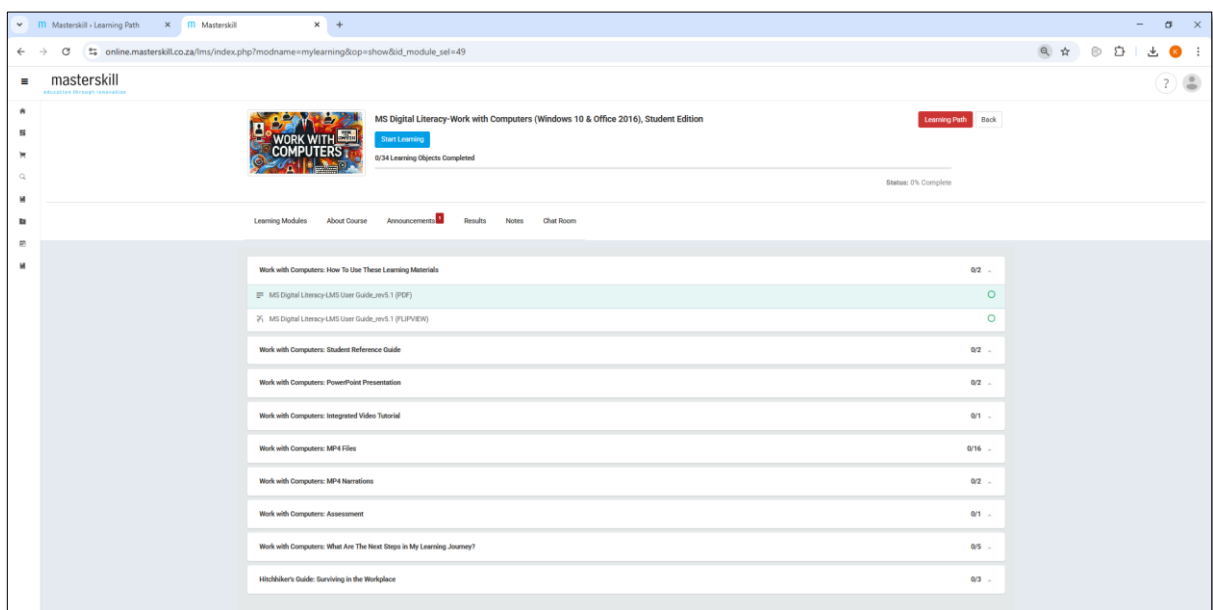 Masterskill › Learning Path
Masterskill
online.masterskill.co.za/lms/index.php?modname=mylearning&op=show&id_module_sel=49
masterskill
education through innovation
WORK WITH
COMPUTERS
MS Digital Literacy-Work with Computers (Windows 10 & Office 2016), Student Edition
Learning Path Back
Start Learning
0/34 Learning Objects Completed
Status: 0% Complete
Learning Modules About Course Announcements Results Notes Chat Room
Work with Computers: How To Use These Learning Materials 0/2
MS Digital Literacy-LMS User Guide_rev5.1 (PDF)
MS Digital Literacy-LMS User Guide_rev5.1 (FLIPVIEW)
Work with Computers: Student Reference Guide 0/2
Work with Computers: PowerPoint Presentation 0/2
Work with Computers: Integrated Video Tutorial 0/1
Work with Computers: MP4 Files 0/16
Work with Computers: MP4 Narrations 0/2
Work with Computers: Assessment 0/1
Work with Computers: What Are The Next Steps in My Learning Journey? 0/5
Hitchhiker's Guide: Surviving in the Workplace 0/3